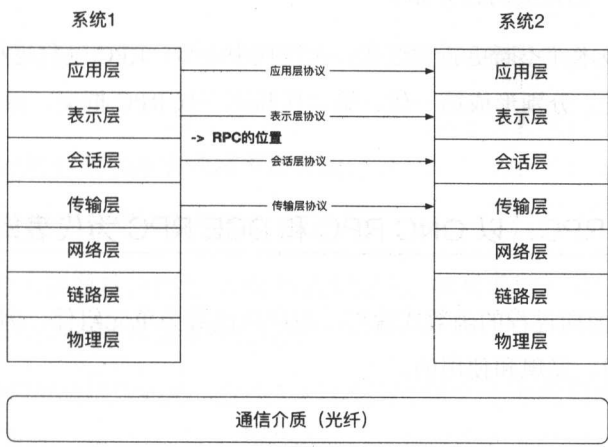 系统1 系统2
应用层 应用层协议 应用层
表示层 表示层协议 表示层
-> RPC的位置
会话层 会话层协议 会话层
传输层 传输层协议 传输层
网络层 网络层
链路层 链路层
物理层 物理层
通信介质（光纤）